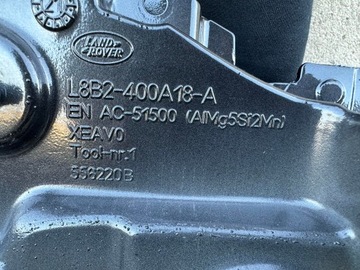 LAND
ROVER
L8B2-400A18-A
EN AC-51500 (AlMg5Si2Mn)
XEAV0
Tool-nr.1
556220B